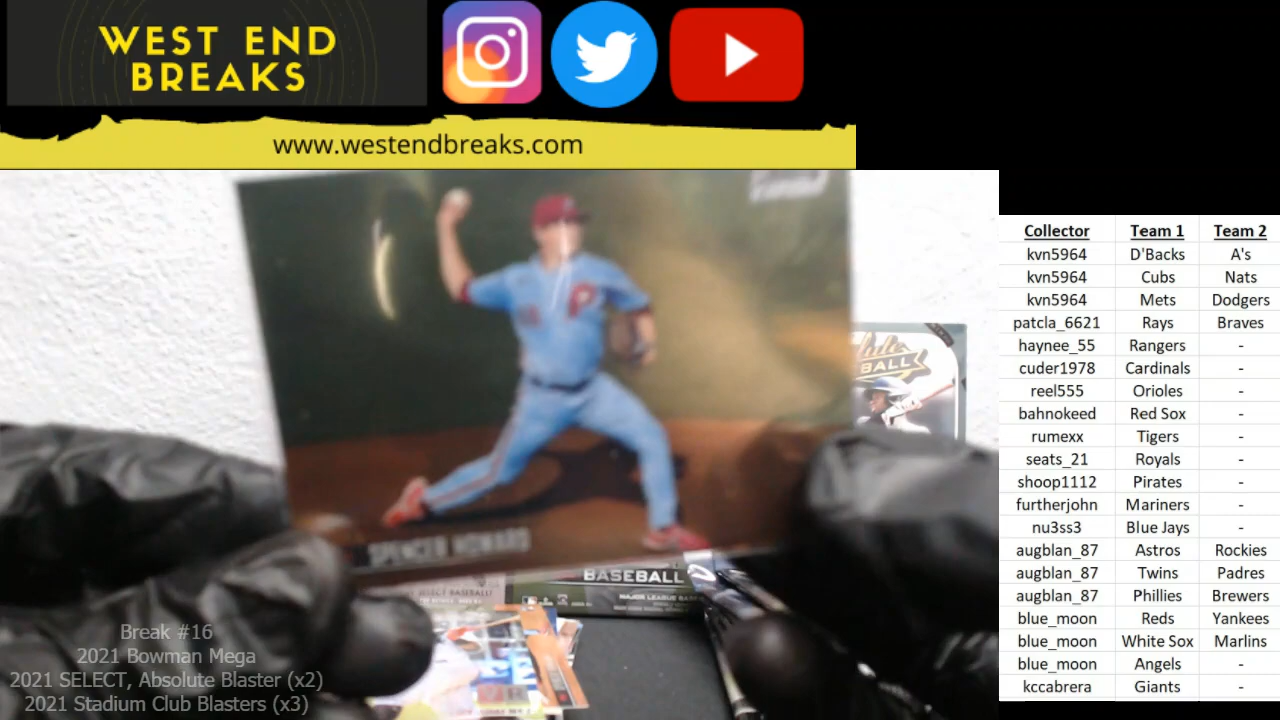 WEST END
BREAKS
www.westendbreaks.com
P
SPENCER HOWARD
BALL
BASEBALL
Collector Team 1 Team 2
kvn5964 D'Backs A's
kvn5964 Cubs Nats
kvn5964 Mets Dodgers
patcla_6621 Rays Braves
haynee_55 Rangers -
cuder1978 Cardinals -
reel555 Orioles -
bahnokeed Red Sox -
rumexx Tigers -
seats_21 Royals -
shoop1112 Pirates -
furtherjohn Mariners -
nu3ss3 Blue Jays -
augblan_87 Astros Rockies
augblan_87 Twins Padres
augblan_87 Phillies Brewers
blue_moon Reds Yankees
blue_moon White Sox Marlins
blue_moon Angels -
kccabrera Giants -
Break #16
2021 Bowman Mega
2021 SELECT, Absolute Blaster (x2)
2021 Stadium Club Blasters (x3)